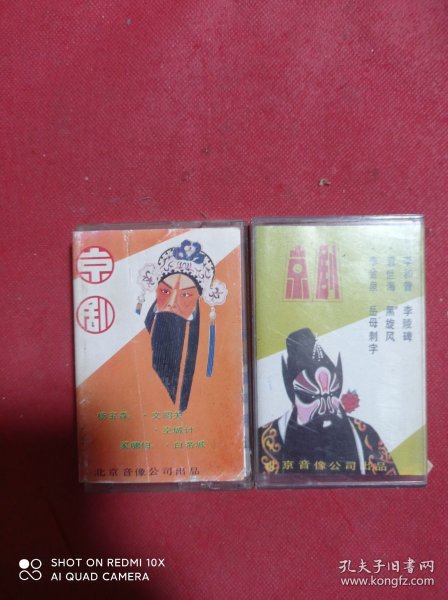 京
剧
杨宝森 · 文昭关
· 空城计
奚啸伯 · 白帝城
北京音像公司出品
京剧
李和曾 李陵碑
袁世海 黑旋风
李金泉 岳母刺字
京音像公司出品
SHOT ON REDMI 10X
AI QUAD CAMERA
孔夫子旧书网
www.kongfz.com